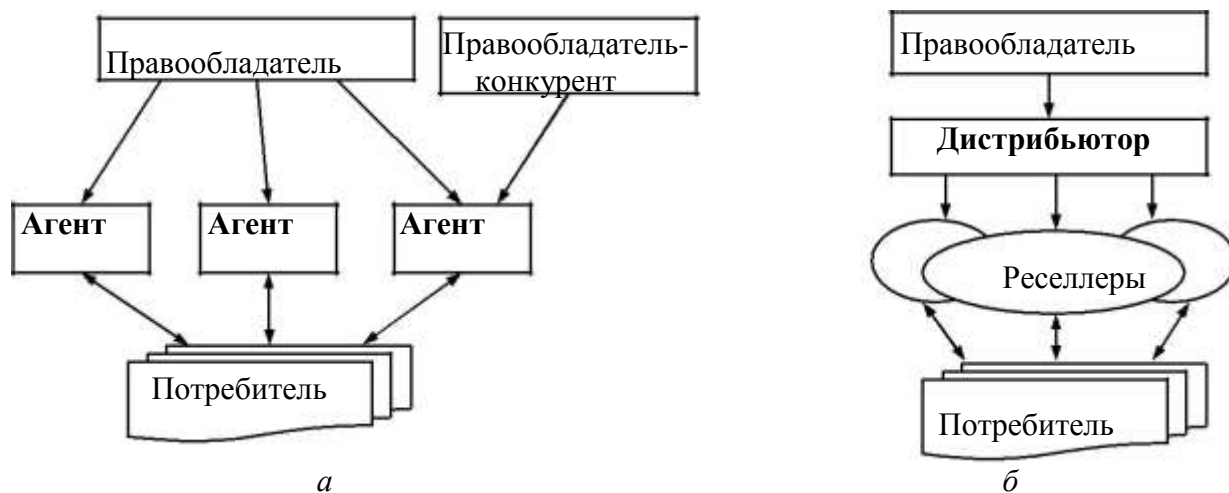 Правообладатель
Правообладатель-
конкурент
Агент
Агент
Агент
Потребитель
а
Правообладатель
Дистрибьютор
Реселлеры
Потребитель
б